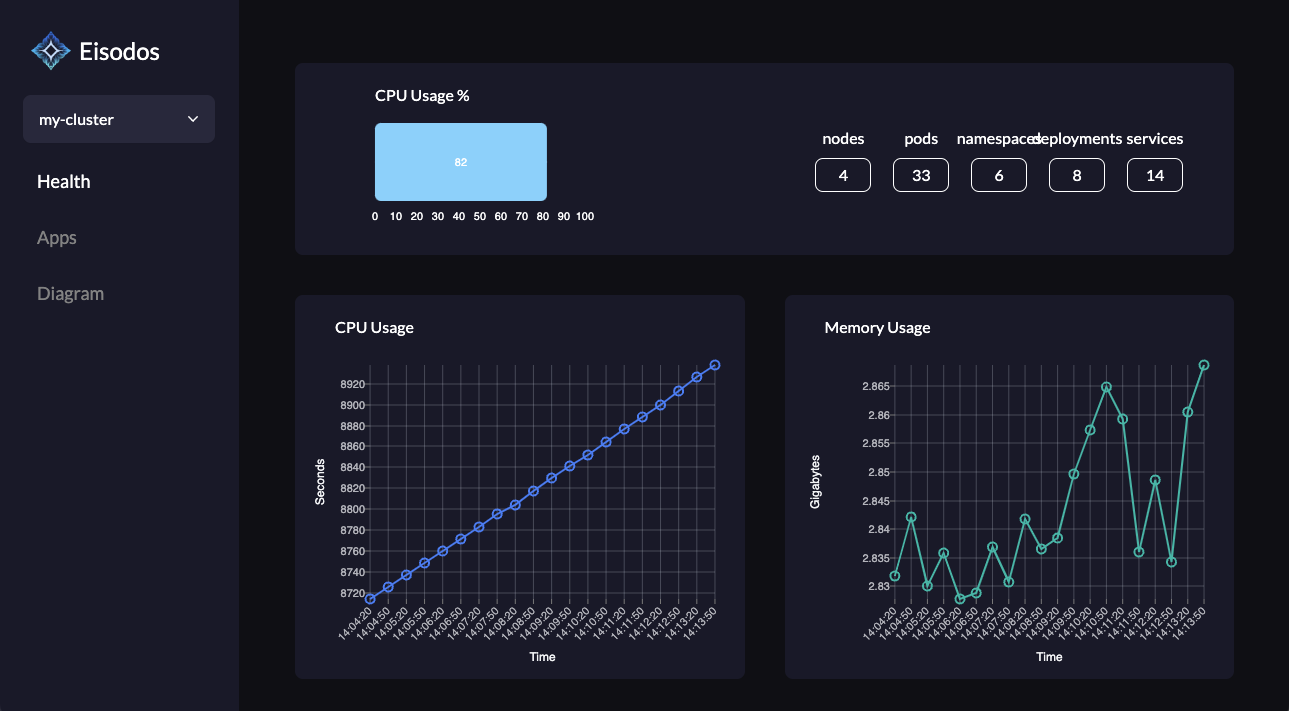 Eisodos
my-cluster
Health
Apps
Diagram
CPU Usage %
82
0 10 20 30 40 50 60 70 80 90 100
nodes pods namespaces deployments services
4 33 6 8 14
CPU Usage
8920
8900
8880
8860
8840
8820
8800
8780
8760
8740
8720
Seconds
14:04:20 14:04:50 14:05:20 14:05:50 14:06:20 14:06:50 14:07:20 14:07:50 14:08:20 14:08:50 14:09:20 14:09:50 14:10:20 14:10:50 14:11:20 14:11:50 14:12:20 14:12:50 14:13:20 14:13:50
Time
Memory Usage
2.865
2.86
2.855
2.85
2.845
2.84
2.835
2.83
Gigabytes
14:04:20 14:04:50 14:05:20 14:05:50 14:06:20 14:06:50 14:07:20 14:07:50 14:08:20 14:08:50 14:09:20 14:09:50 14:10:20 14:10:50 14:11:20 14:11:50 14:12:20 14:12:50 14:13:20 14:13:50
Time